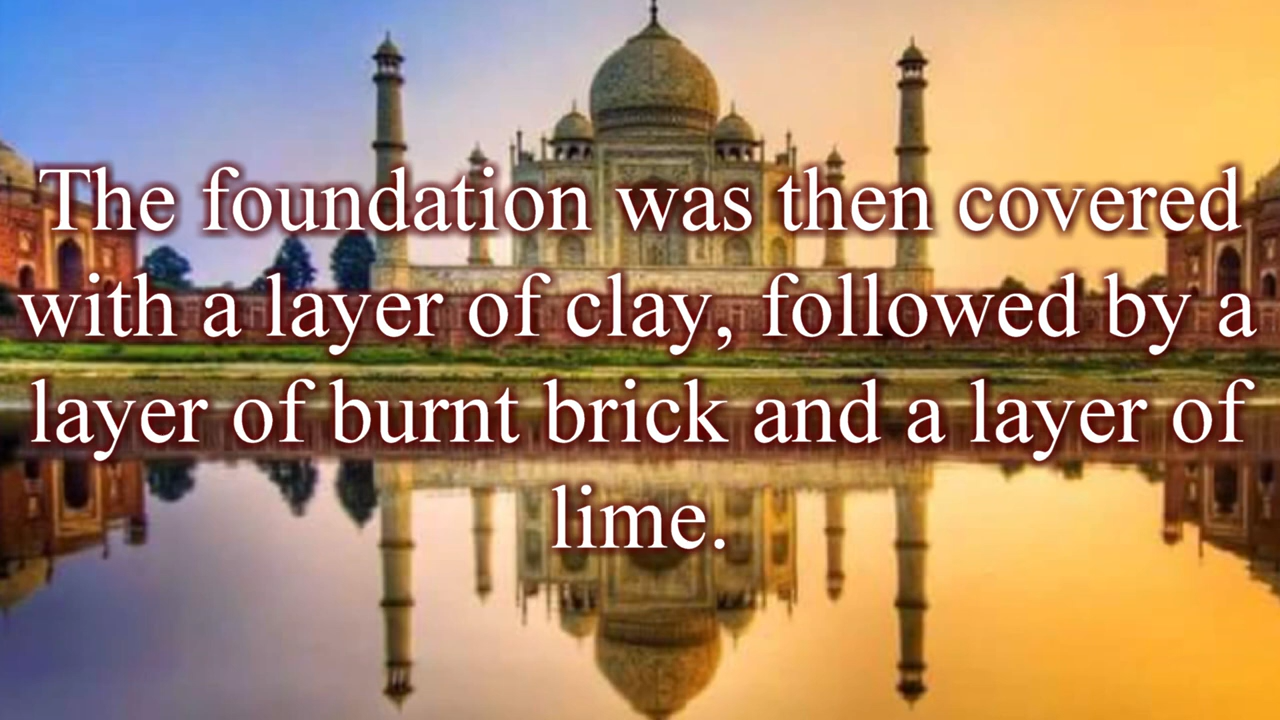 The foundation was then covered
with a layer of clay, followed by a
layer of burnt brick and a layer of
lime.